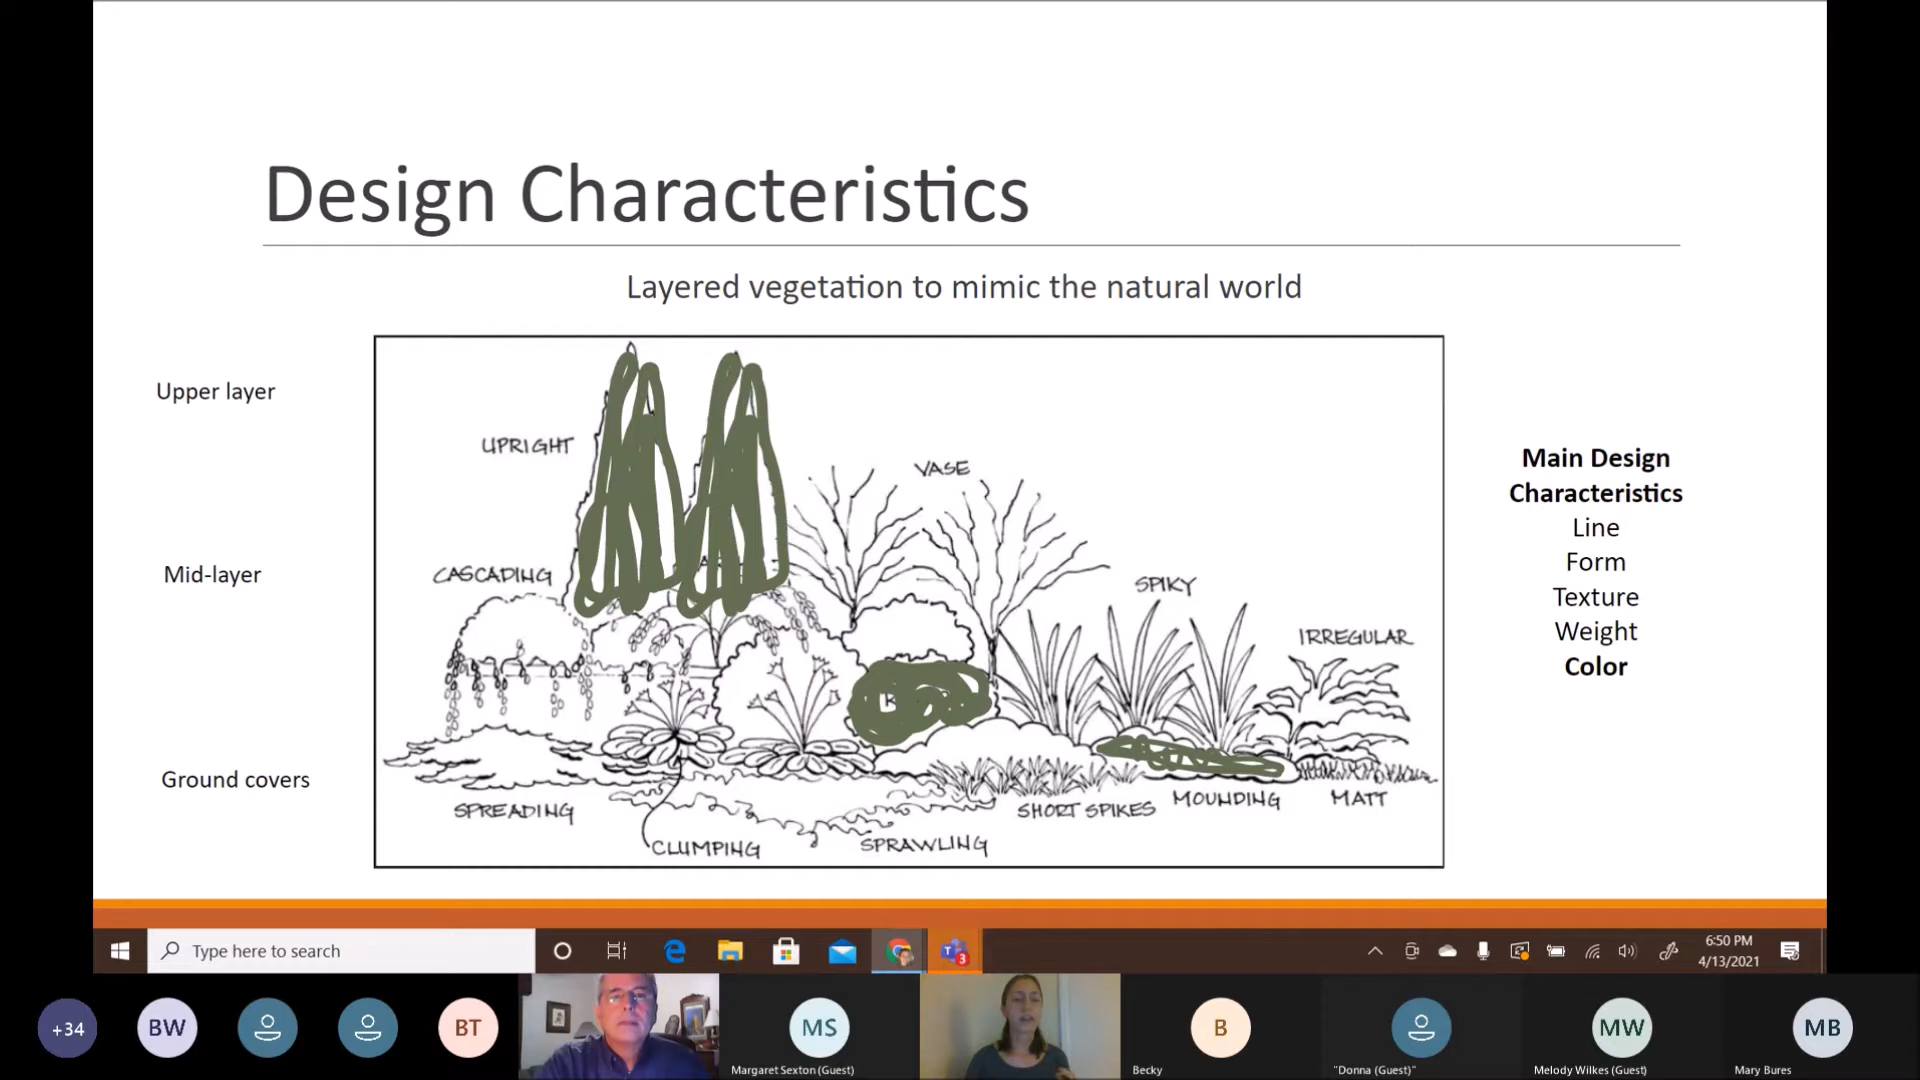 Design Characteristics
Layered vegetation to mimic the natural world
Upper layer
Mid-layer
Ground covers
UPRIGHT
VASE
CASCADING
SPIKY
IRREGULAR
SPREADING
SHORT SPIKES
MOUNDING
MATT
CLUMPING
SPRAWLING
Main Design
Characteristics
Line
Form
Texture
Weight
Color
Type here to search
3
6:50 PM
4/13/2021
+34
BW
BT
MS
Margaret Sexton (Guest)
B
Becky
"Donna (Guest)"
MW
Melody Wilkes (Guest)
MB
Mary Bures